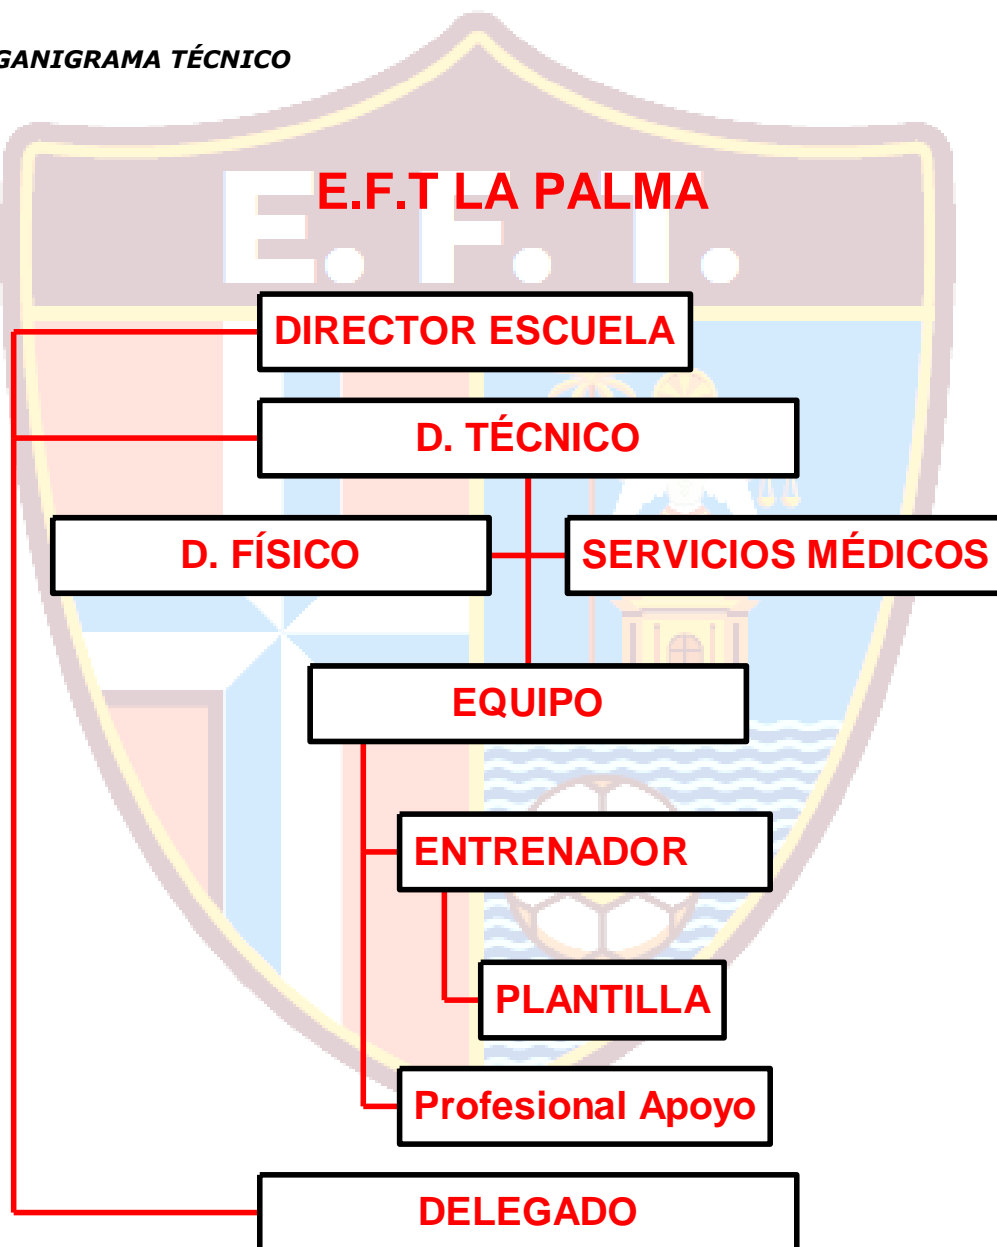 GANIGRAMA TÉCNICO
E.F.T LA PALMA
E. F. T.
DIRECTOR ESCUELA
D. TÉCNICO
D. FÍSICO
SERVICIOS MÉDICOS
EQUIPO
ENTRENADOR
PLANTILLA
Profesional Apoyo
DELEGADO